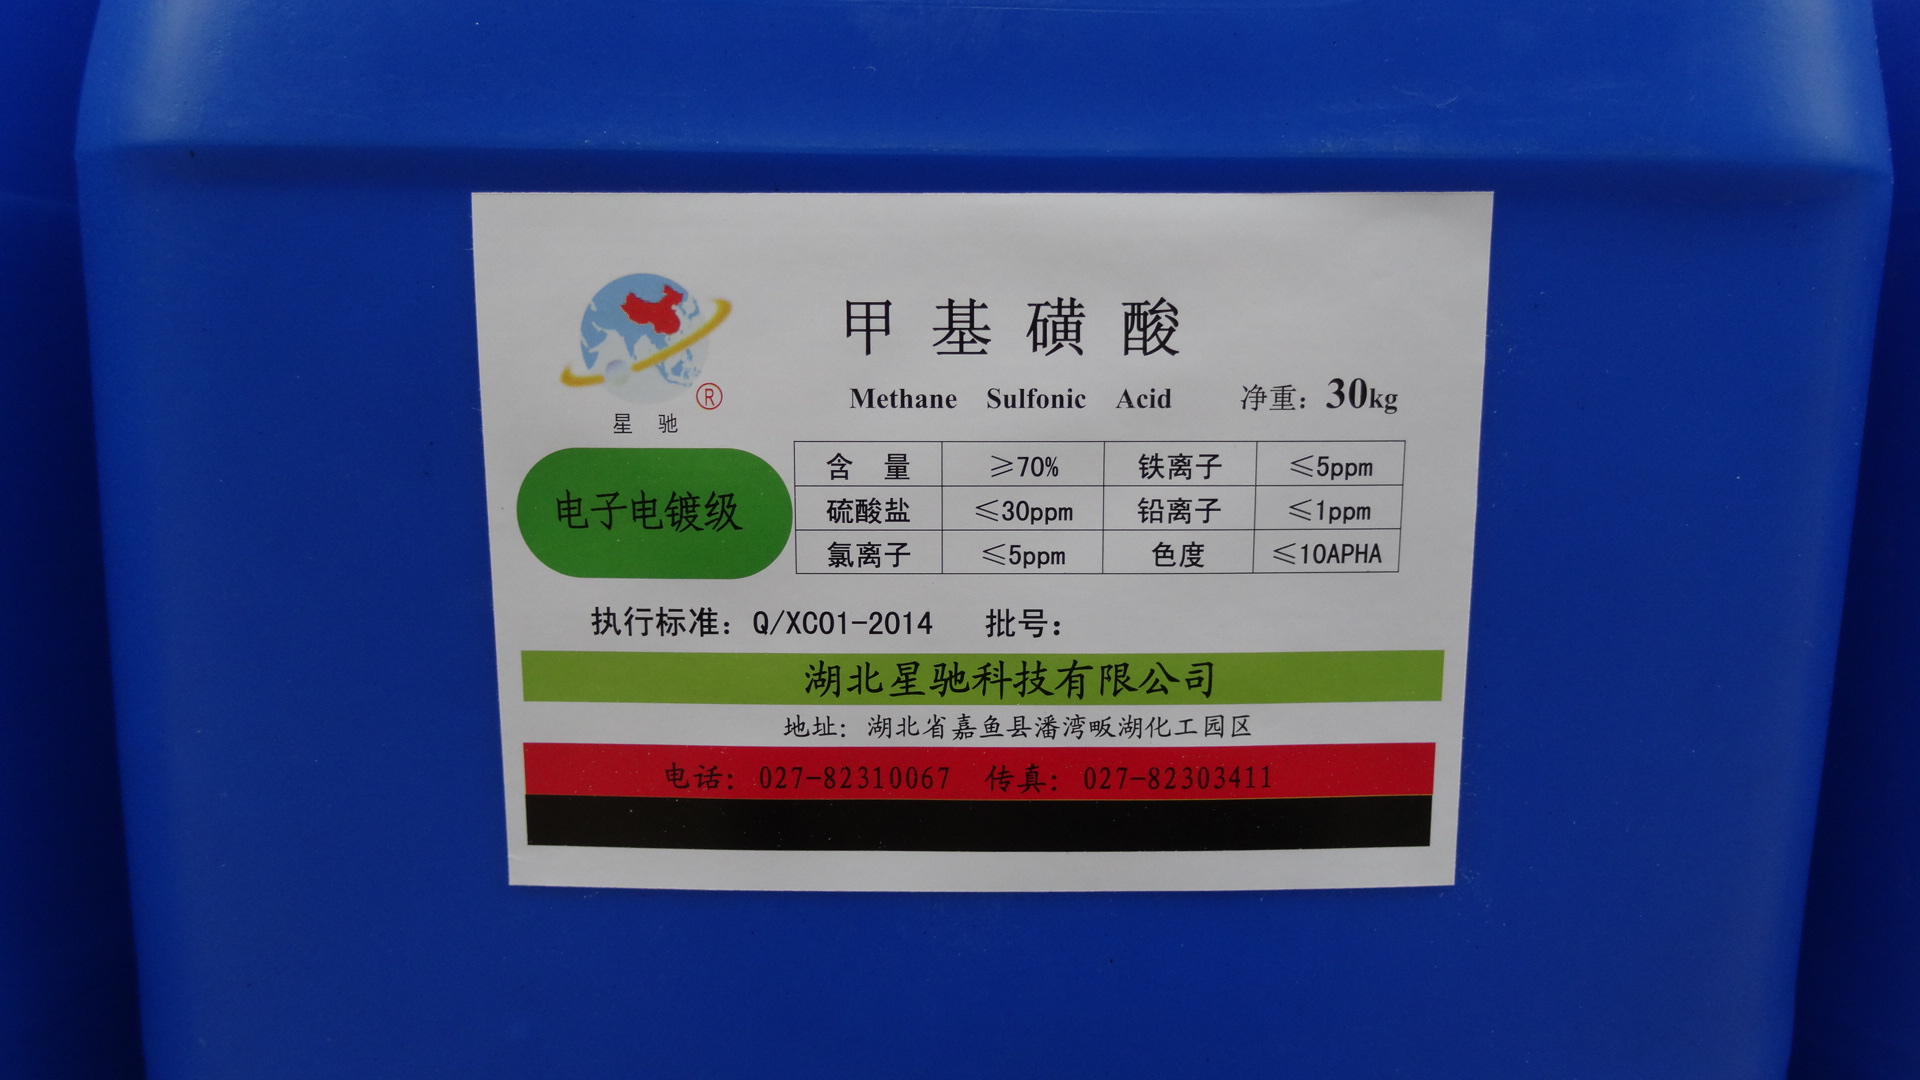 甲基磺酸
Methane Sulfonic Acid 净重：30kg
®
星驰
电子电镀级
含量 ≥70% 铁离子 ≤5ppm
硫酸盐 ≤30ppm 铅离子 ≤1ppm
氯离子 ≤5ppm 色度 ≤10APHA
执行标准：Q/XC01-2014 批号：
湖北星驰科技有限公司
地址：湖北省嘉鱼县潘湾畈湖化工园区
电话：027-82310067 传真：027-82303411